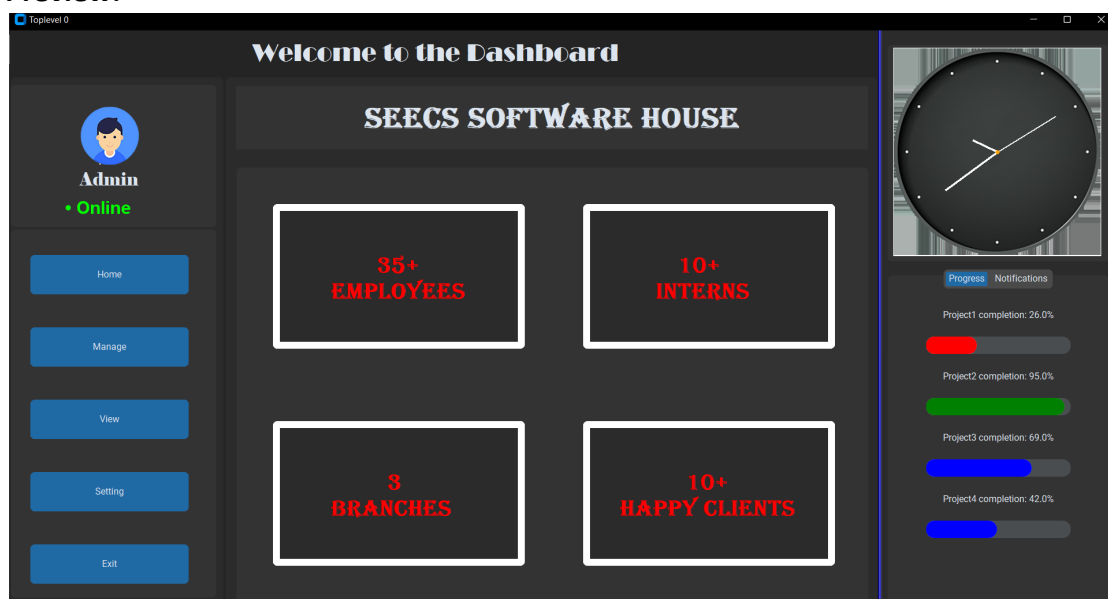 Toplevel 0
Welcome to the Dashboard
Admin
• Online
Home
Manage
View
Setting
Exit
SEECS SOFTWARE HOUSE
35+
EMPLOYEES
10+
INTERNS
3
BRANCHES
10+
HAPPY CLIENTS
Progress Notifications
Project1 completion: 26.0%
Project2 completion: 95.0%
Project3 completion: 69.0%
Project4 completion: 42.0%